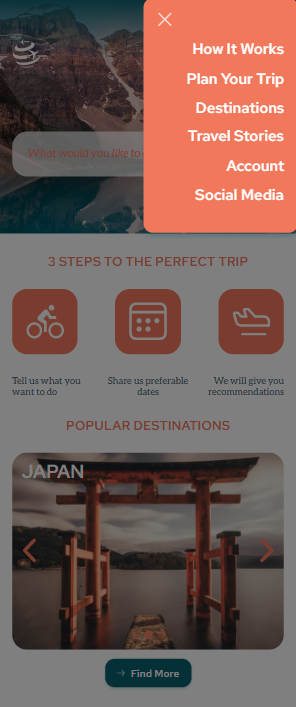 How It Works
Plan Your Trip
Destinations
Travel Stories
Account
Social Media
What would you like to
3 STEPS TO THE PERFECT TRIP
Tell us what you
want to do
Share us preferable
dates
We will give you
recommendations
POPULAR DESTINATIONS
JAPAN
Find More